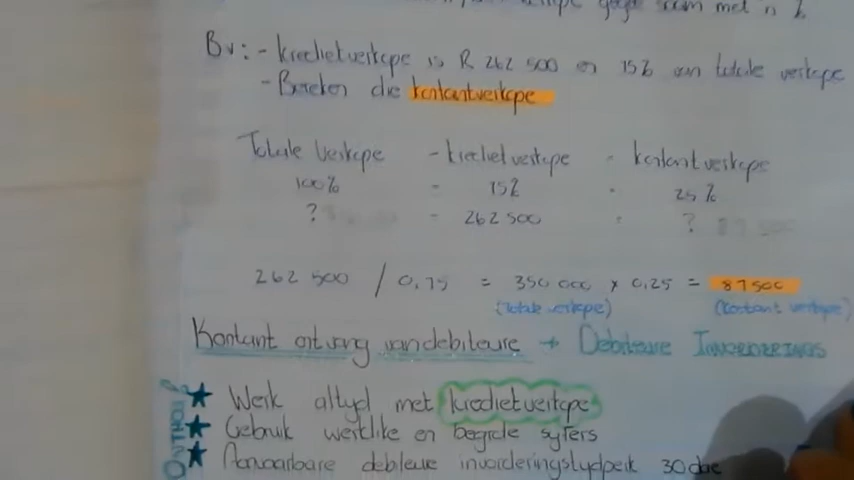 met n %
Bv: - kredietverkope is R 262 500 en 75% van totale verkope
- Bereken die kontantverkope
Totale Verkope - kredietverkope = kontantverkope
100% - 75% = 25%
? - 262 500 = ?
262 500 / 0,75 = 350 000 x 0,25 = 87 500
(Totale verkope) (kontant verkope)
Kontant ontvang van debiteure + Debiteure Invorderings
Werk altyd met kredietverkope
Gebruik werklike en begrote syfers
Aanvaarbare debiteure invorderingstydperk 30 dae